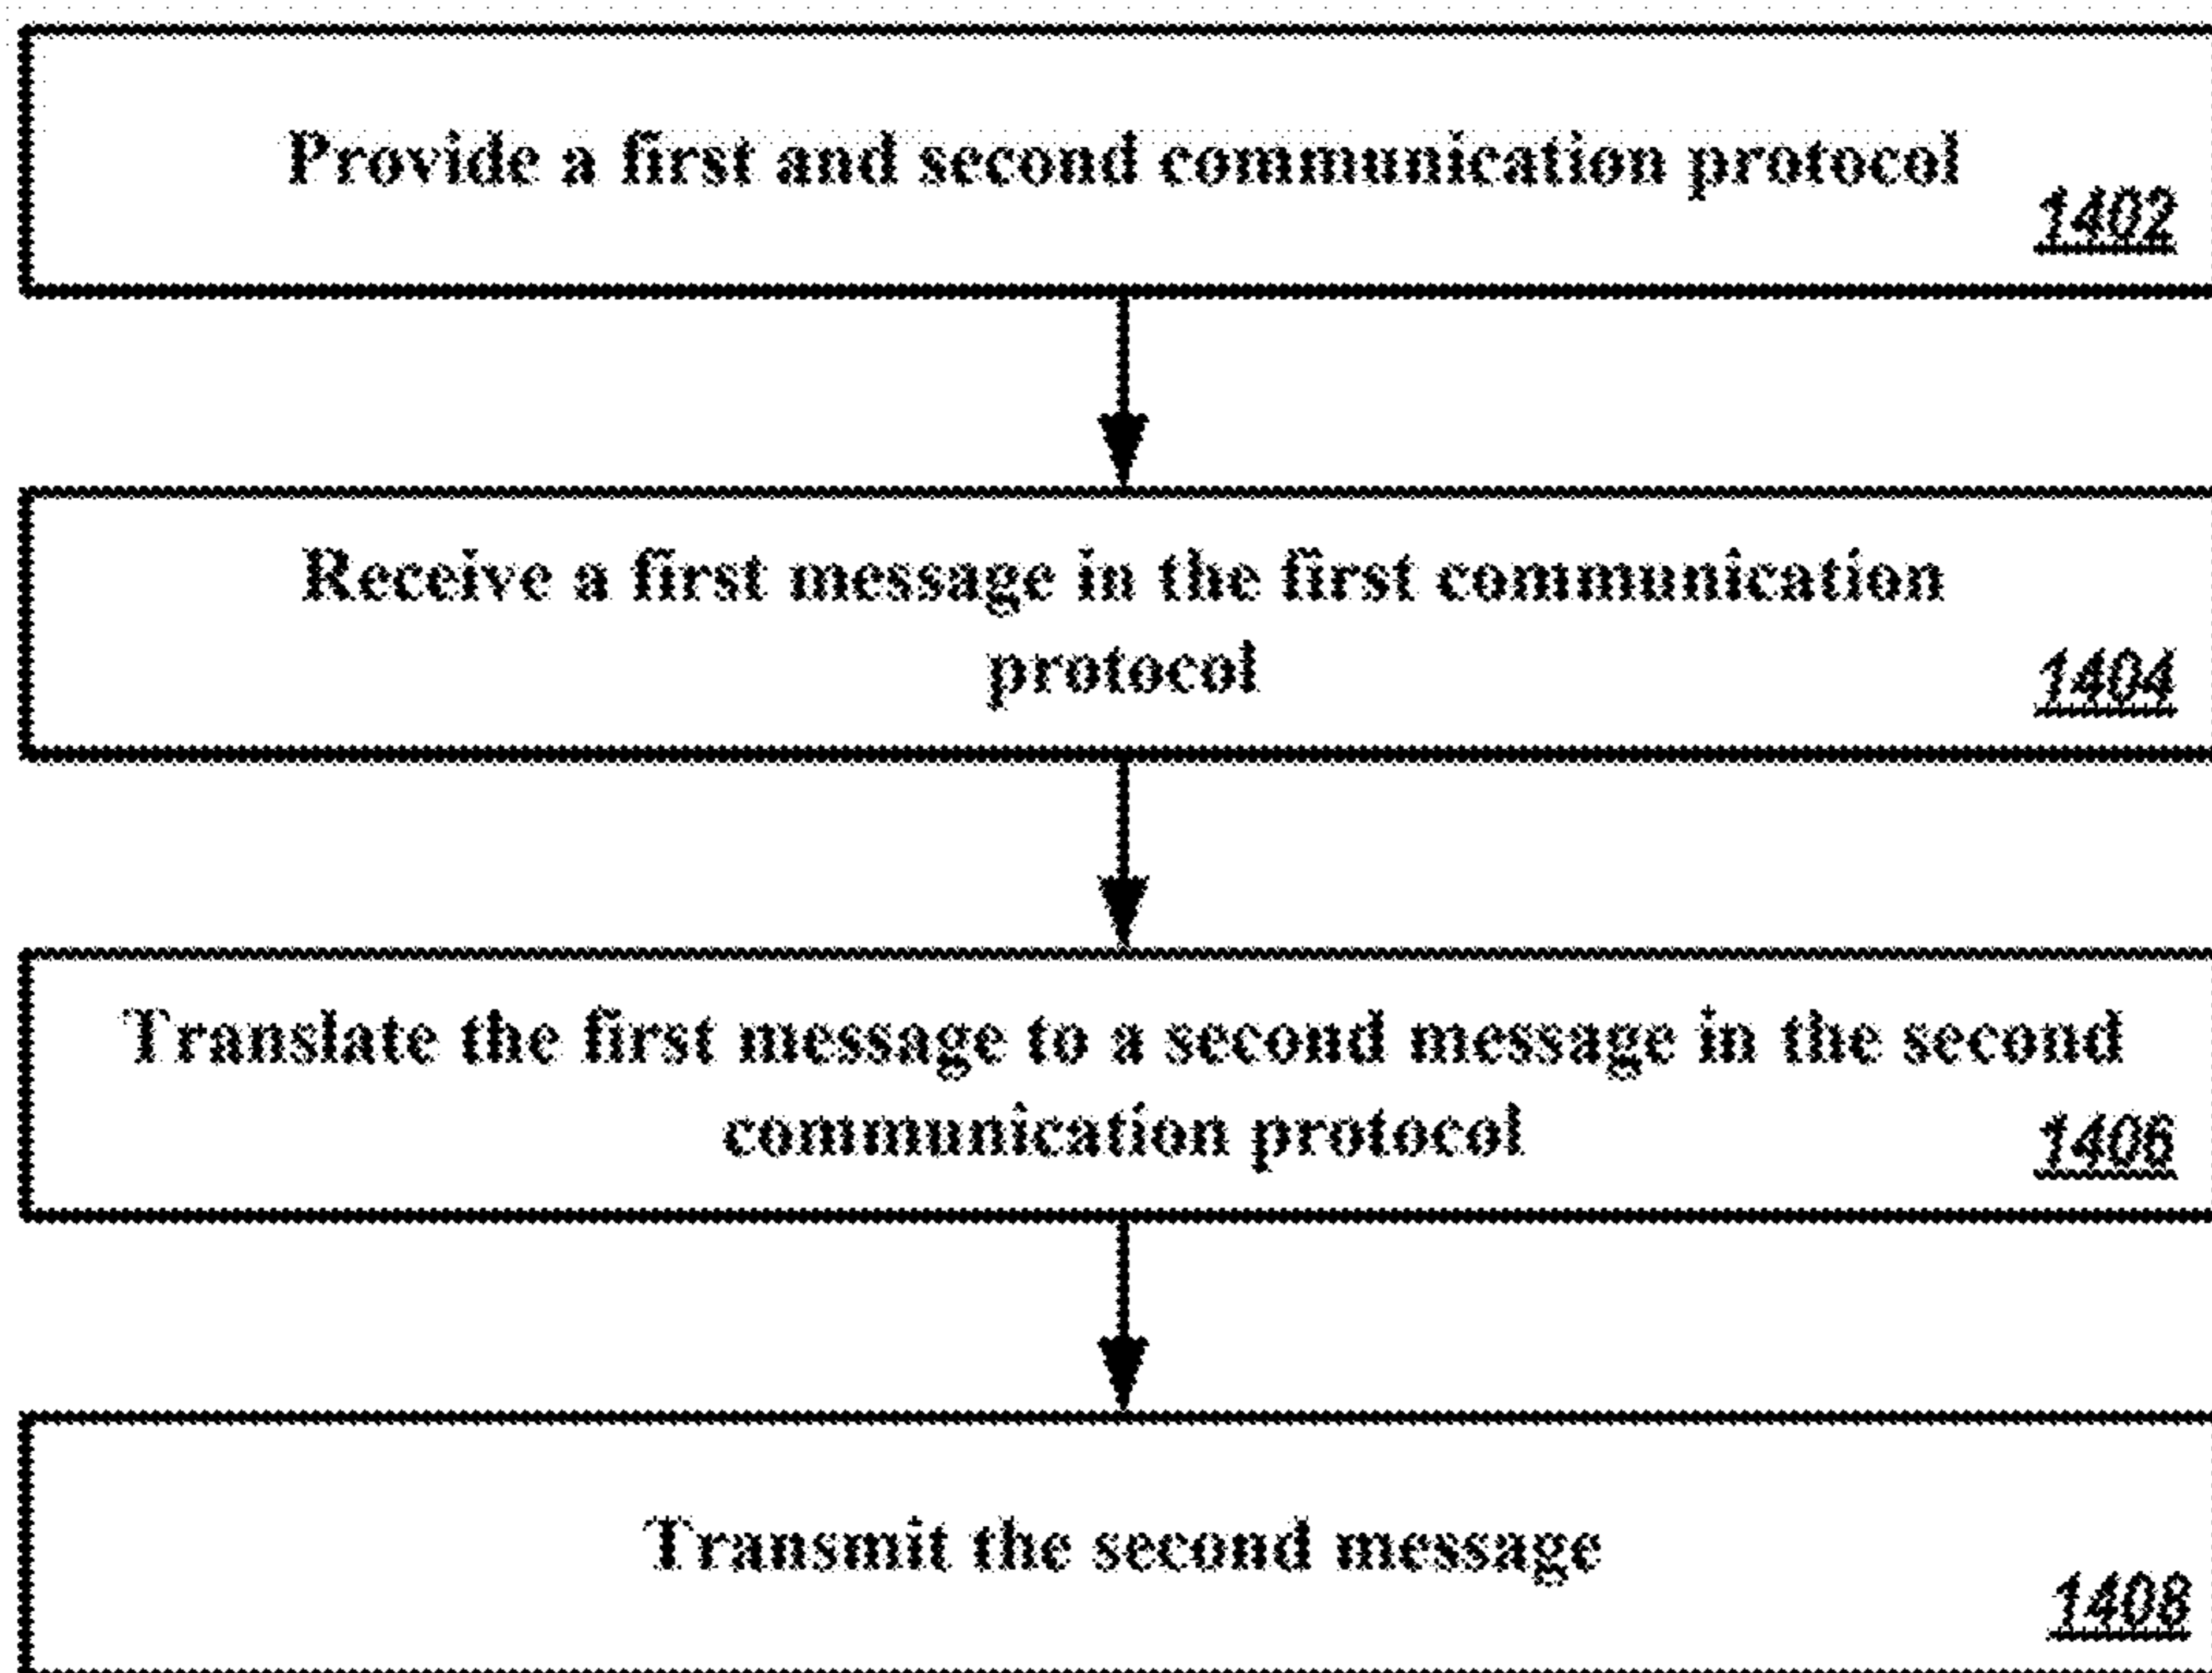 Provide a first and second communication protocol
1402
Receive a first message in the first communication
protocol
1404
Translate the first message to a second message in the second
communication protocol
1406
Transmit the second message
1408